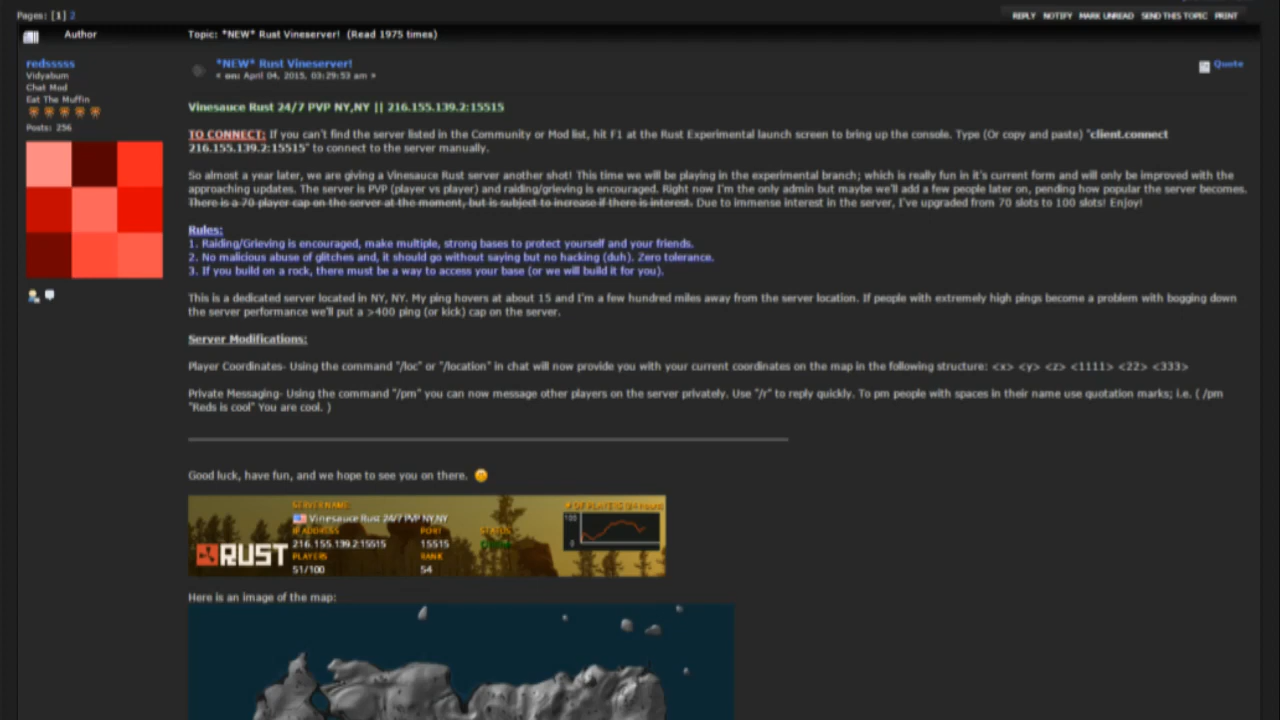 Pages: [1] 2
REPLY NOTIFY MARK UNREAD SEND THIS TOPIC PRINT
Author Topic: *NEW* Rust Vineserver! (Read 1975 times)
redsssss
Vidyabum
Chat Mod
Eat The Muffin
Posts: 256
*NEW* Rust Vineserver!
« on: April 04, 2015, 03:29:53 am »
Quote
Vinesauce Rust 24/7 PVP NY,NY || 216.155.139.2:15515
TO CONNECT: If you can't find the server listed in the Community or Mod list, hit F1 at the Rust Experimental launch screen to bring up the console. Type (Or copy and paste) "client.connect
216.155.139.2:15515" to connect to the server manually.
So almost a year later, we are giving a Vinesauce Rust server another shot! This time we will be playing in the experimental branch; which is really fun in it's current form and will only be improved with the
approaching updates. The server is PVP (player vs player) and raiding/grieving is encouraged. Right now I'm the only admin but maybe we'll add a few people later on, pending how popular the server becomes.
There is a 70 player cap on the server at the moment, but is subject to increase if there is interest. Due to immense interest in the server, I've upgraded from 70 slots to 100 slots! Enjoy!
Rules:
1. Raiding/Grieving is encouraged, make multiple, strong bases to protect yourself and your friends.
2. No malicious abuse of glitches and, it should go without saying but no hacking (duh). Zero tolerance.
3. If you build on a rock, there must be a way to access your base (or we will build it for you).
This is a dedicated server located in NY, NY. My ping hovers at about 15 and I'm a few hundred miles away from the server location. If people with extremely high pings become a problem with bogging down
the server performance we'll put a >400 ping (or kick) cap on the server.
Server Modifications:
Player Coordinates- Using the command "/loc" or "/location" in chat will now provide you with your current coordinates on the map in the following structure: <x> <y> <z> <1111> <22> <333>
Private Messaging- Using the command "/pm" you can now message other players on the server privately. Use "/r" to reply quickly. To pm people with spaces in their name use quotation marks; i.e. ( /pm
"Reds is cool" You are cool. )
Good luck, have fun, and we hope to see you on there.
SERVER NAME
Vinesauce Rust 24/7 PVP NY,NY
IP ADDRESS PORT STATUS
216.155.139.2:15515 15515
PLAYERS RANK
51/100 54
RUST
# OF PLAYERS (24 hours)
100
0
Here is an image of the map: